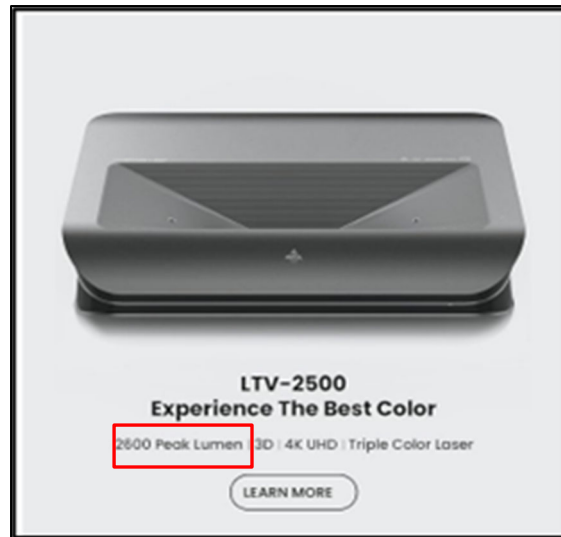 LTV-2500
Experience The Best Color
2600 Peak Lumen | 3D | 4K UHD | Triple Color Laser
LEARN MORE